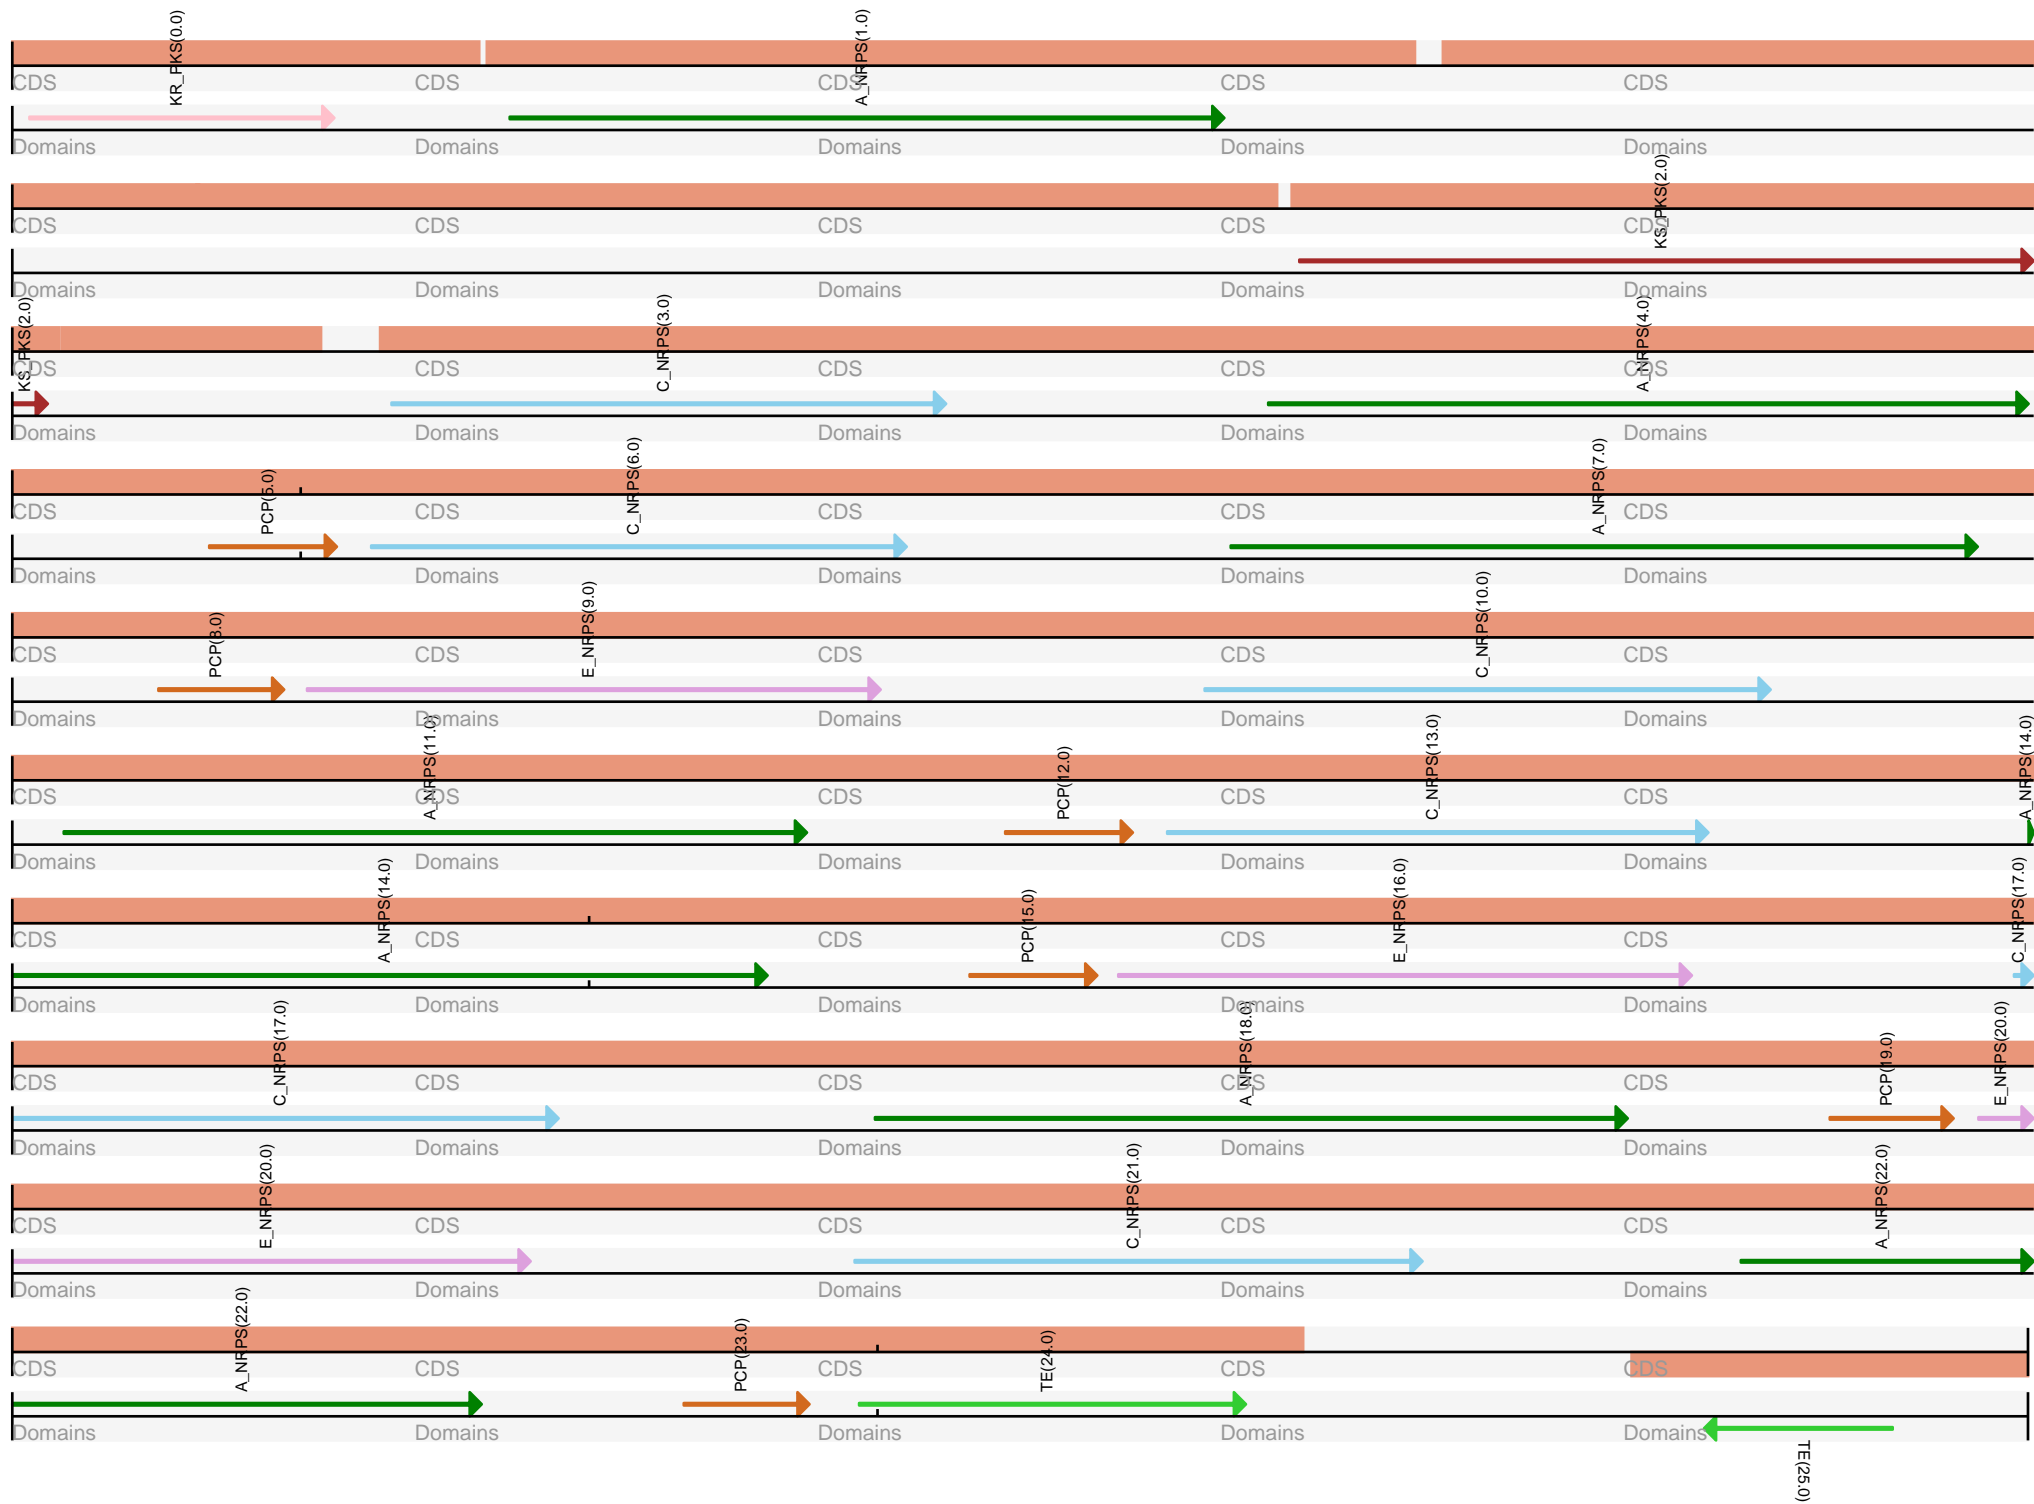 KR_PKS(0.0) A_NRPS(1.0)
CDS CDS CDS CDS CDS
Domains Domains Domains Domains Domains
KS_PKS(2.0)
CDS CDS CDS CDS CDS
Domains Domains Domains Domains Domains
KS_PKS(2.0) C_NRPS(3.0) A_NRPS(4.0)
CDS CDS CDS CDS CDS
Domains Domains Domains Domains Domains
PCP(5.0) C_NRPS(6.0) A_NRPS(7.0)
CDS CDS CDS CDS CDS
Domains Domains Domains Domains Domains
PCP(8.0) E_NRPS(9.0) C_NRPS(10.0)
CDS CDS CDS CDS CDS
Domains Domains Domains Domains Domains
A_NRPS(11.0) PCP(12.0) C_NRPS(13.0) A_NRPS(14.0)
CDS CDS CDS CDS CDS
Domains Domains Domains Domains Domains
A_NRPS(14.0) PCP(15.0) E_NRPS(16.0) C_NRPS(17.0)
CDS CDS CDS CDS CDS
Domains Domains Domains Domains Domains
C_NRPS(17.0) A_NRPS(18.0) PCP(19.0) E_NRPS(20.0)
CDS CDS CDS CDS CDS
Domains Domains Domains Domains Domains
E_NRPS(20.0) C_NRPS(21.0) A_NRPS(22.0)
CDS CDS CDS CDS CDS
Domains Domains Domains Domains Domains
A_NRPS(22.0) PCP(23.0) TE(24.0)
CDS CDS CDS CDS CDS
Domains Domains Domains Domains Domains
TE(25.0)